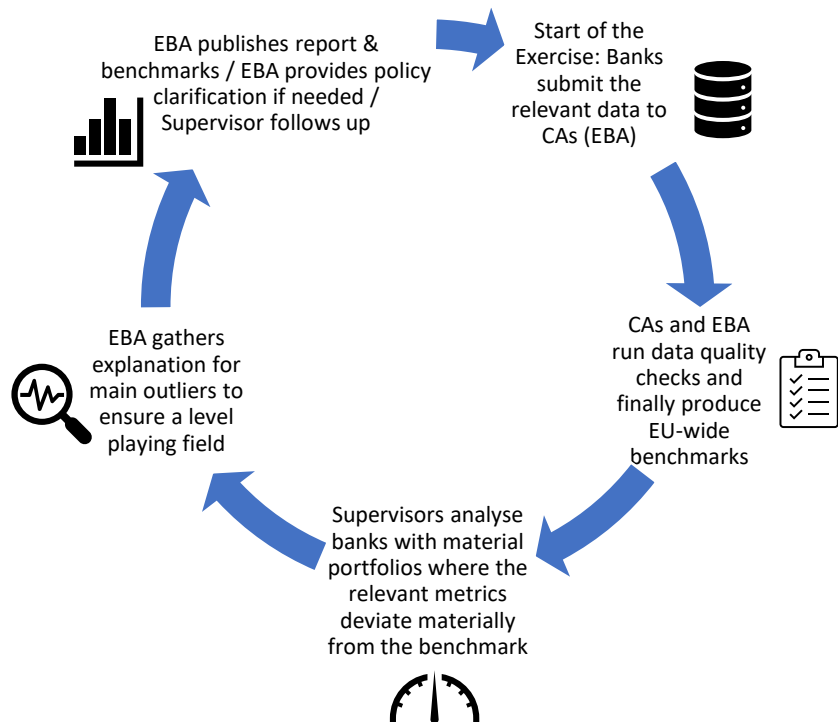 EBA publishes report &
benchmarks / EBA provides policy
clarification if needed /
Supervisor follows up
Start of the
Exercise: Banks
submit the
relevant data to
CAs (EBA)
CAs and EBA
run data quality
checks and
finally produce
EU-wide
benchmarks
Supervisors analyse
banks with material
portfolios where the
relevant metrics
deviate materially
from the benchmark
EBA gathers
explanation for
main outliers to
ensure a level
playing field